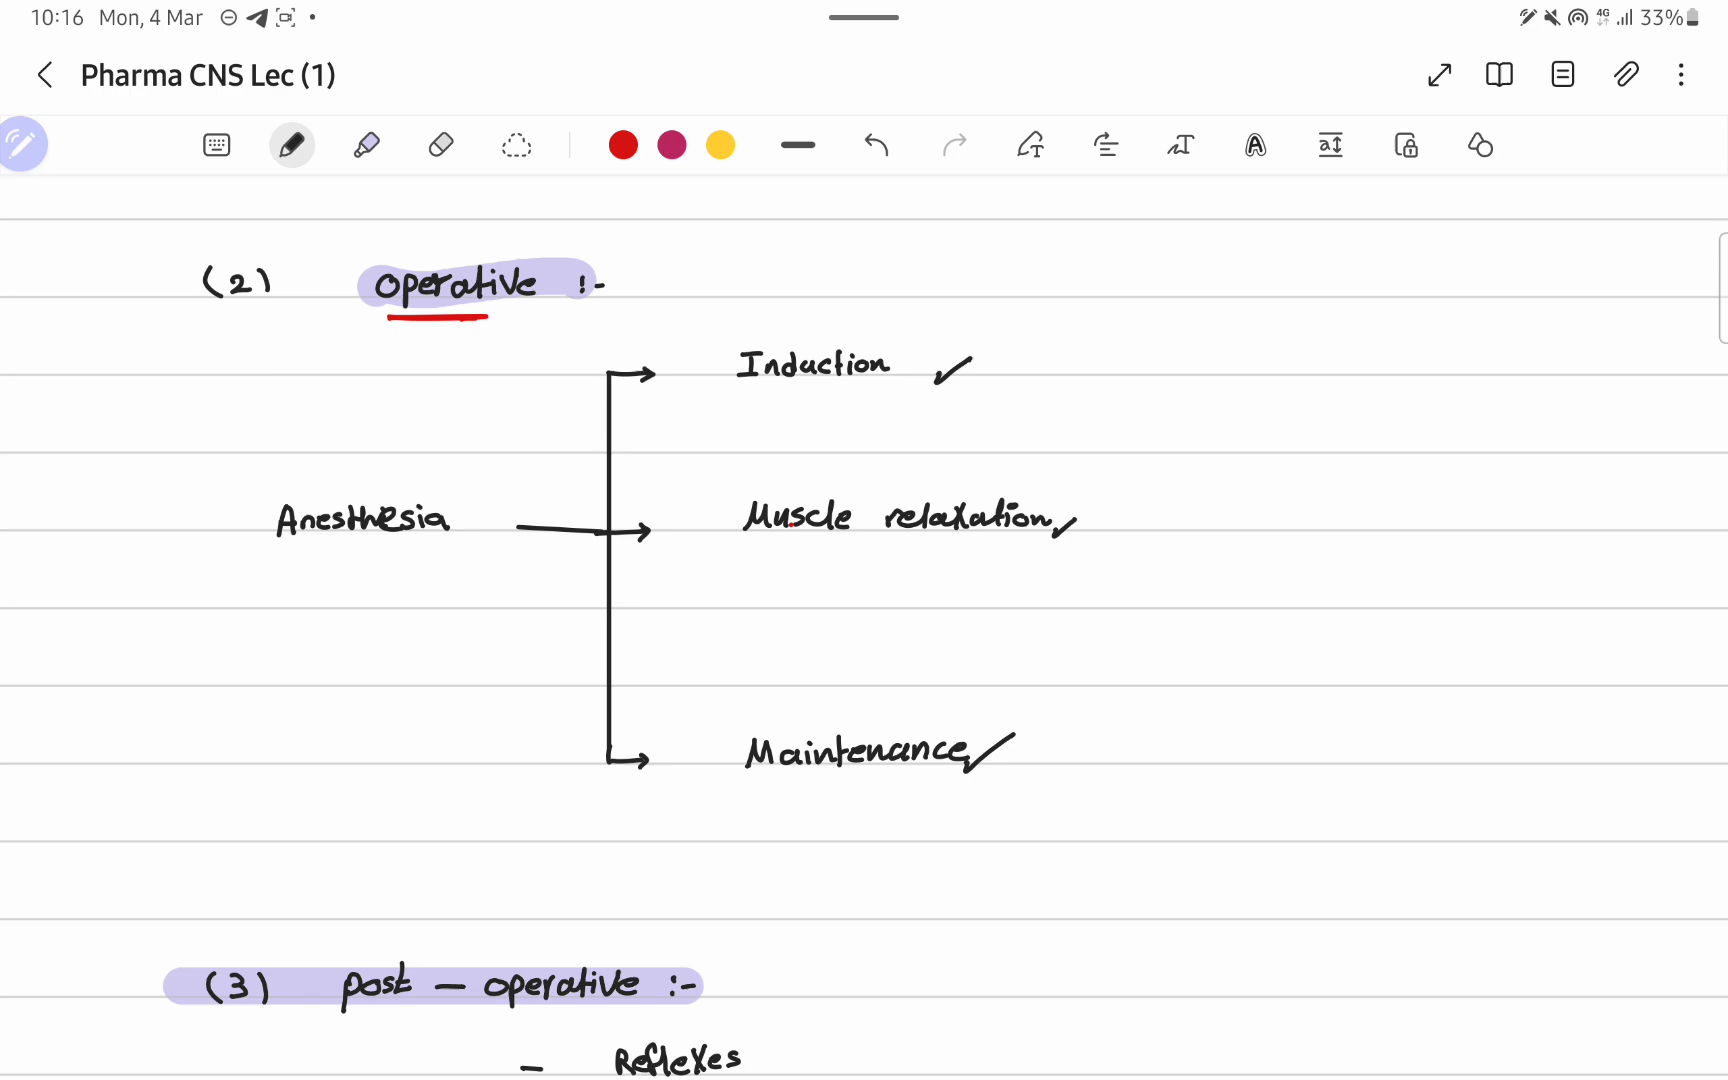 10:16 Mon, 4 Mar 4G 33%
Pharma CNS Lec (1)
(2) operative :-
Induction
Anesthesia Muscle relaxation
Maintenance
(3) post - operative :-
- Reflexes